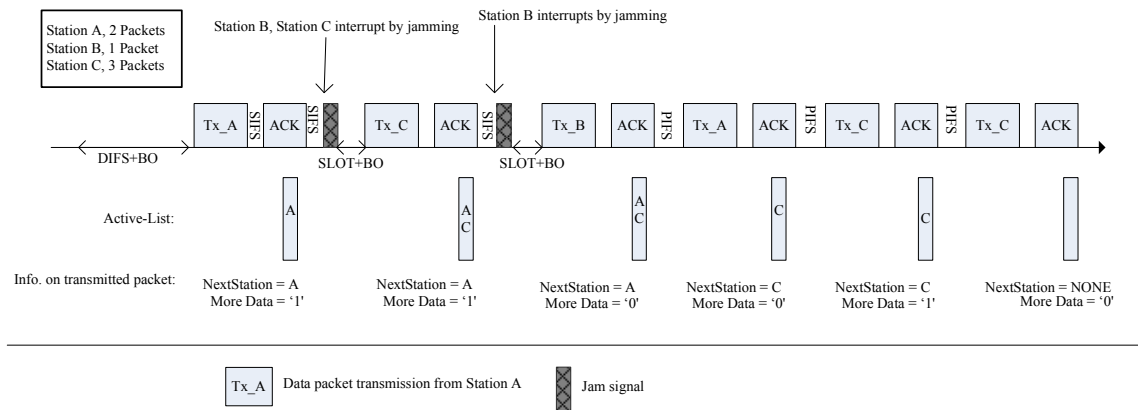 Station A, 2 Packets
Station B, 1 Packet
Station C, 3 Packets
Station B, Station C interrupt by jamming
Station B interrupts by jamming
Tx_A
SIFS
ACK
SIFS
Tx_C
ACK
SIFS
Tx_B
ACK
PIFS
Tx_A
ACK
PIFS
Tx_C
ACK
PIFS
Tx_C
ACK
DIFS+BO
SLOT+BO
SLOT+BO
Active-List:
A
A
C
A
C
C
C
Info. on transmitted packet:
NextStation = A
More Data = ‘1'
NextStation = A
More Data = ‘1'
NextStation = A
More Data = ‘0'
NextStation = C
More Data = ‘0'
NextStation = C
More Data = ‘1'
NextStation = NONE
More Data = ‘0'
Tx_A
Data packet transmission from Station A
Jam signal